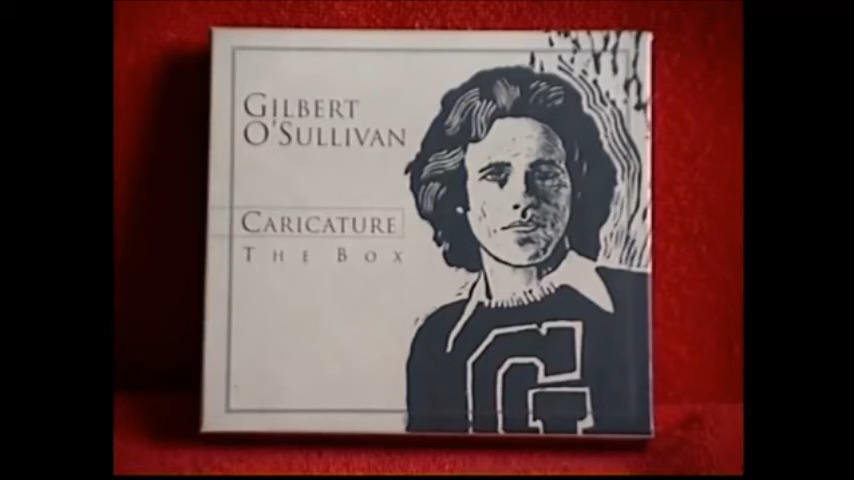 GILBERT
O'SULLIVAN
CARICATURE
THE BOX
G